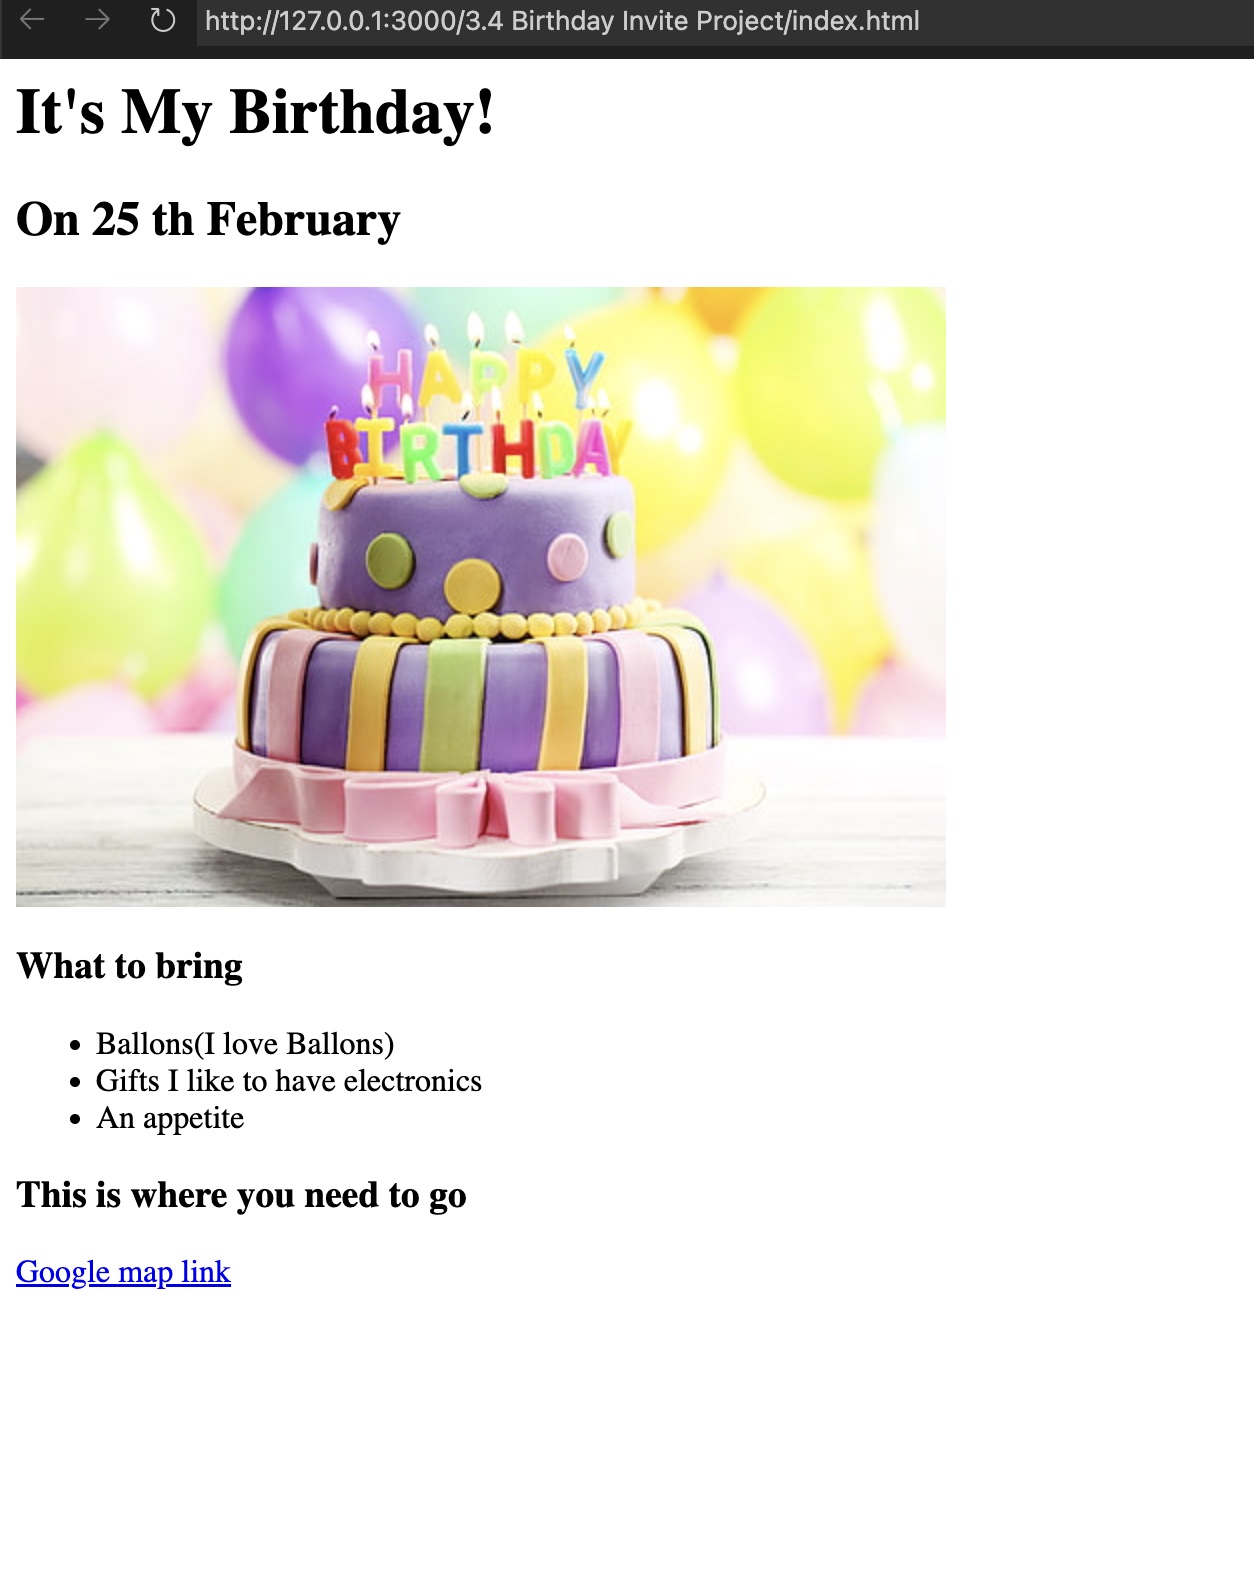 http://127.0.0.1:3000/3.4 Birthday Invite Project/index.html
It's My Birthday!
On 25 th February
HAPPY
BIRTHDAY
What to bring
Ballons(I love Ballons)
Gifts I like to have electronics
An appetite
This is where you need to go
Google map link